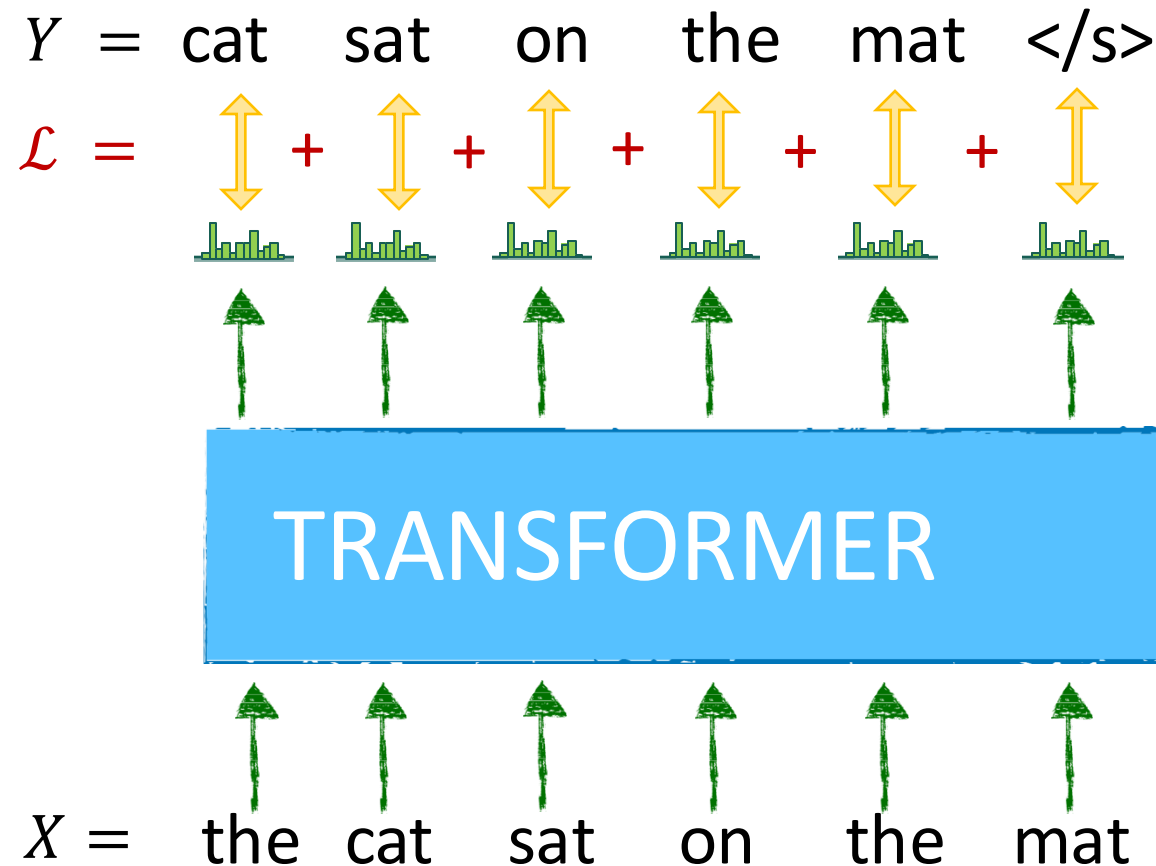 Y = cat sat on the mat </s>
ℒ = + + + + +
TRANSFORMER
X = the cat sat on the mat